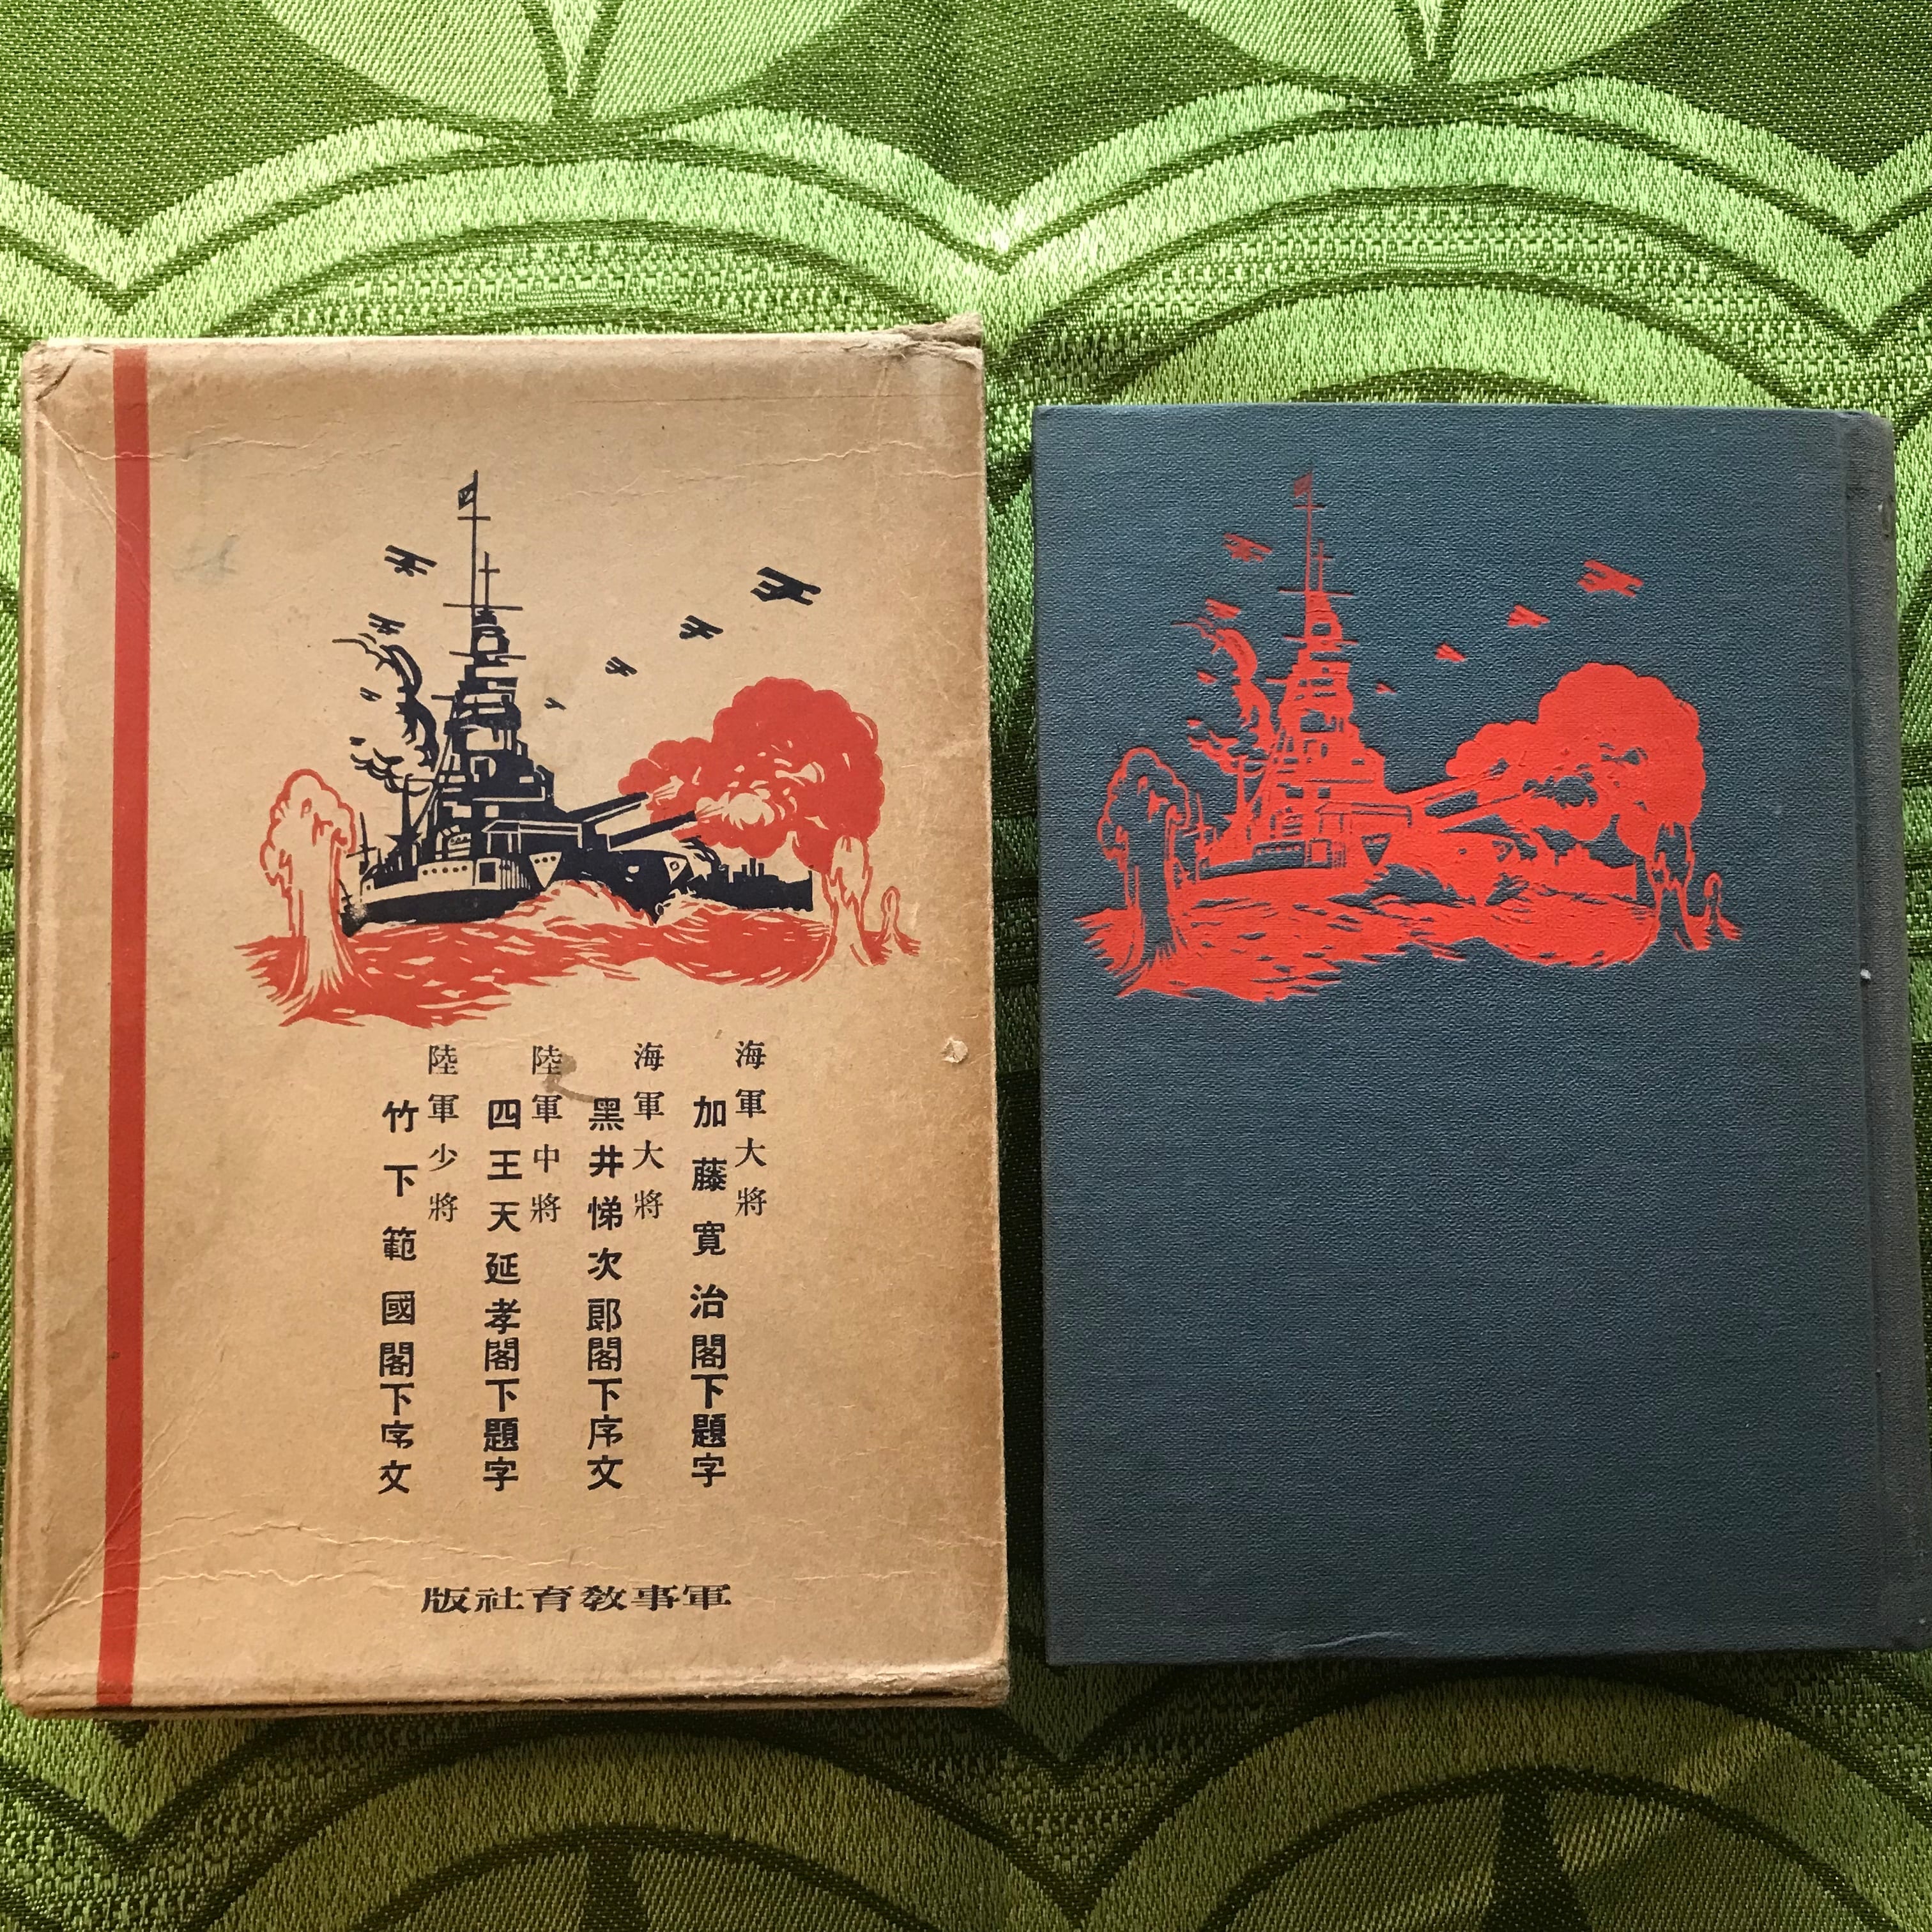 海軍大將
加藤寛治閣下題字
海軍大將
黑井悌次郎閣下序文
陸軍中將
四王天延孝閣下題字
陸軍少將
竹下範國閣下序文
軍事敎育社版